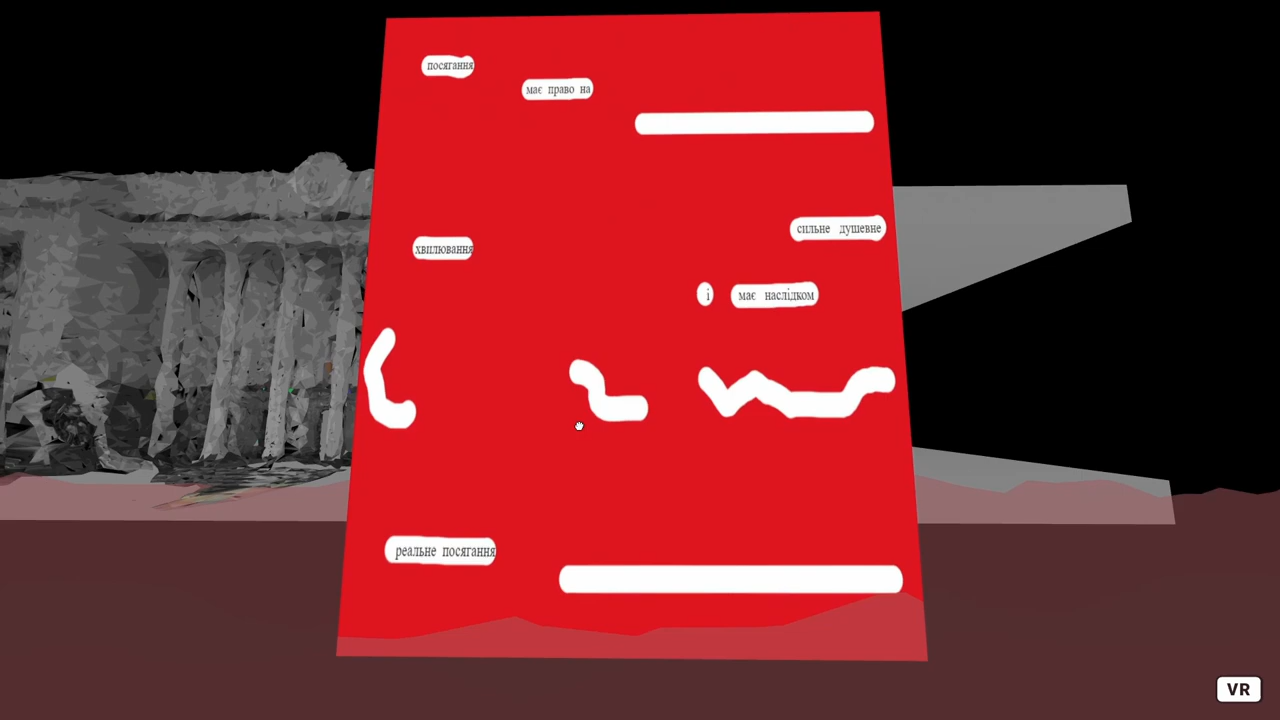 посягання
має право на
сильне душевне
хвилювання
і має наслідком
реальне посягання
VR